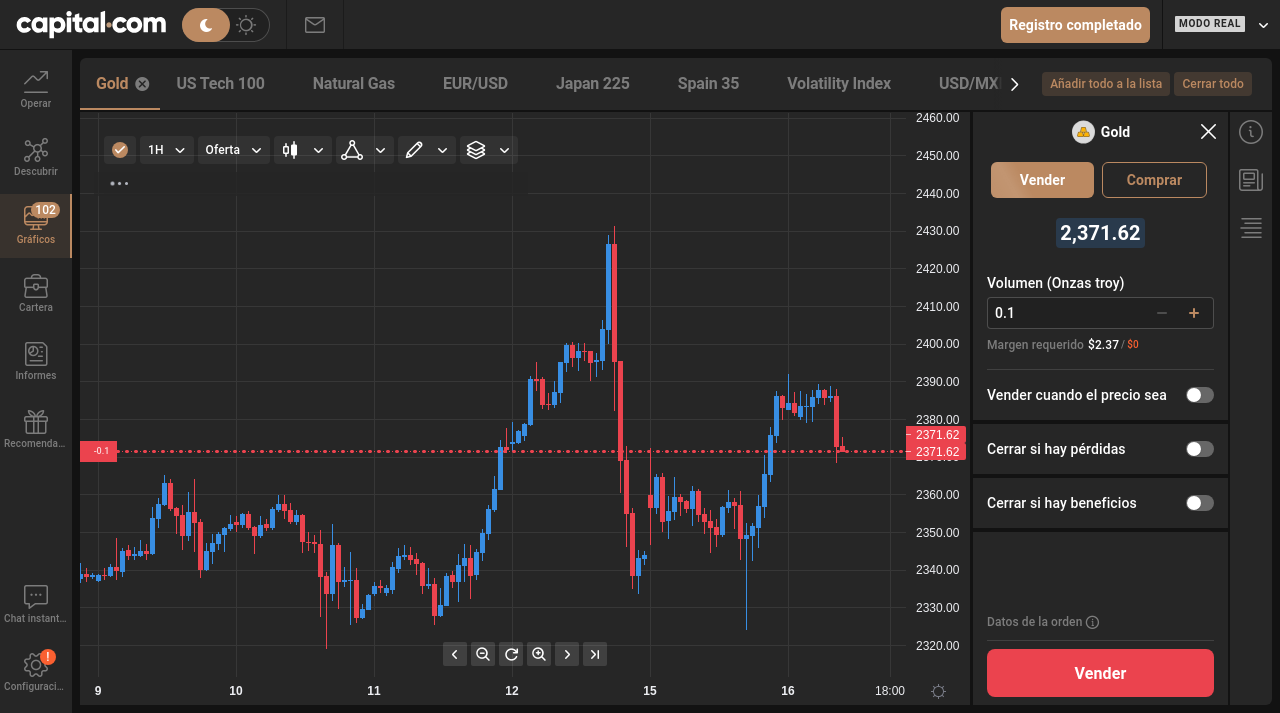 capital.com
Registro completado
MODO REAL
Gold
US Tech 100
Natural Gas
EUR/USD
Japan 225
Spain 35
Volatility Index
USD/MX
Añadir todo a la lista
Cerrar todo
Operar
Descubrir
102
Gráficos
Cartera
Informes
Recomenda...
Chat instant...
!
Configuraci...
1H
Oferta
2460.00
2450.00
2440.00
2430.00
2420.00
2410.00
2400.00
2390.00
2380.00
2371.62
2371.62
2360.00
2350.00
2340.00
2330.00
2320.00
-0.1
9
10
11
12
15
16
18:00
Gold
Vender
Comprar
2,371.62
Volumen (Onzas troy)
0.1
Margen requerido $2.37 / $0
Vender cuando el precio sea
Cerrar si hay pérdidas
Cerrar si hay beneficios
Datos de la orden
Vender